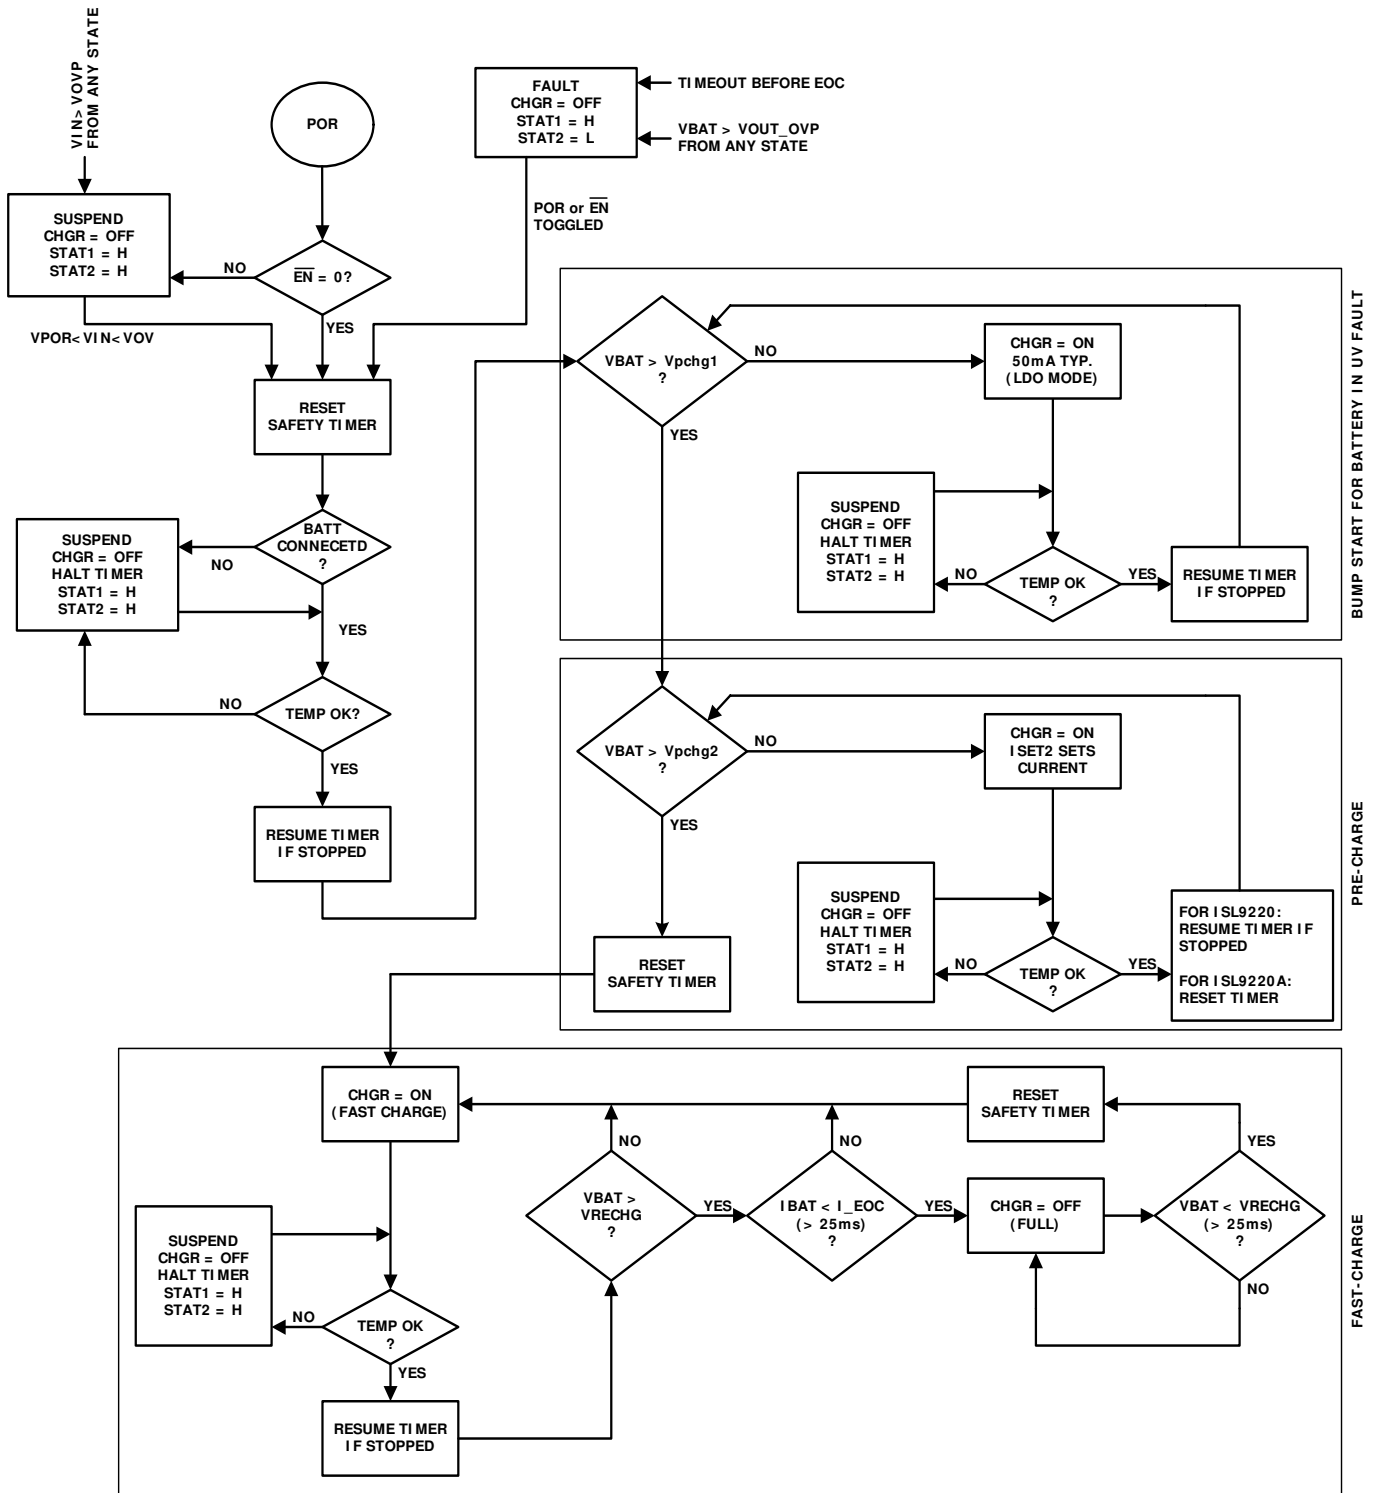 VIN> VOVP
FROM ANY STATE
POR
FAULT
CHGR = OFF
STAT1 = H
STAT2 = L
TIMEOUT BEFORE EOC
VBAT > VOUT_OVP
FROM ANY STATE
SUSPEND
CHGR = OFF
STAT1 = H
STAT2 = H
NO
EN = 0?
YES
POR or EN
TOGGLED
VPOR< VIN< VOV
RESET
SAFETY TIMER
BATT
CONNECETD
?
NO
YES
SUSPEND
CHGR = OFF
HALT TIMER
STAT1 = H
STAT2 = H
NO
TEMP OK?
YES
RESUME TIMER
IF STOPPED
VBAT > Vpchg1
?
NO
YES
CHGR = ON
50mA TYP.
(LDO MODE)
SUSPEND
CHGR = OFF
HALT TIMER
STAT1 = H
STAT2 = H
NO
TEMP OK
?
YES
RESUME TIMER
IF STOPPED
BUMP START FOR BATTERY IN UV FAULT
VBAT > Vpchg2
?
NO
YES
CHGR = ON
ISET2 SETS
CURRENT
SUSPEND
CHGR = OFF
HALT TIMER
STAT1 = H
STAT2 = H
NO
TEMP OK
?
YES
FOR ISL9220:
RESUME TIMER IF
STOPPED
FOR ISL9220A:
RESET TIMER
RESET
SAFETY TIMER
PRE-CHARGE
CHGR = ON
(FAST CHARGE)
RESET
SAFETY TIMER
NO
NO
YES
VBAT >
VRECHG
?
YES
IBAT < I_EOC
(> 25ms)
?
YES
CHGR = OFF
(FULL)
VBAT < VRECHG
(> 25ms)
?
NO
SUSPEND
CHGR = OFF
HALT TIMER
STAT1 = H
STAT2 = H
NO
TEMP OK
?
YES
RESUME TIMER
IF STOPPED
FAST-CHARGE